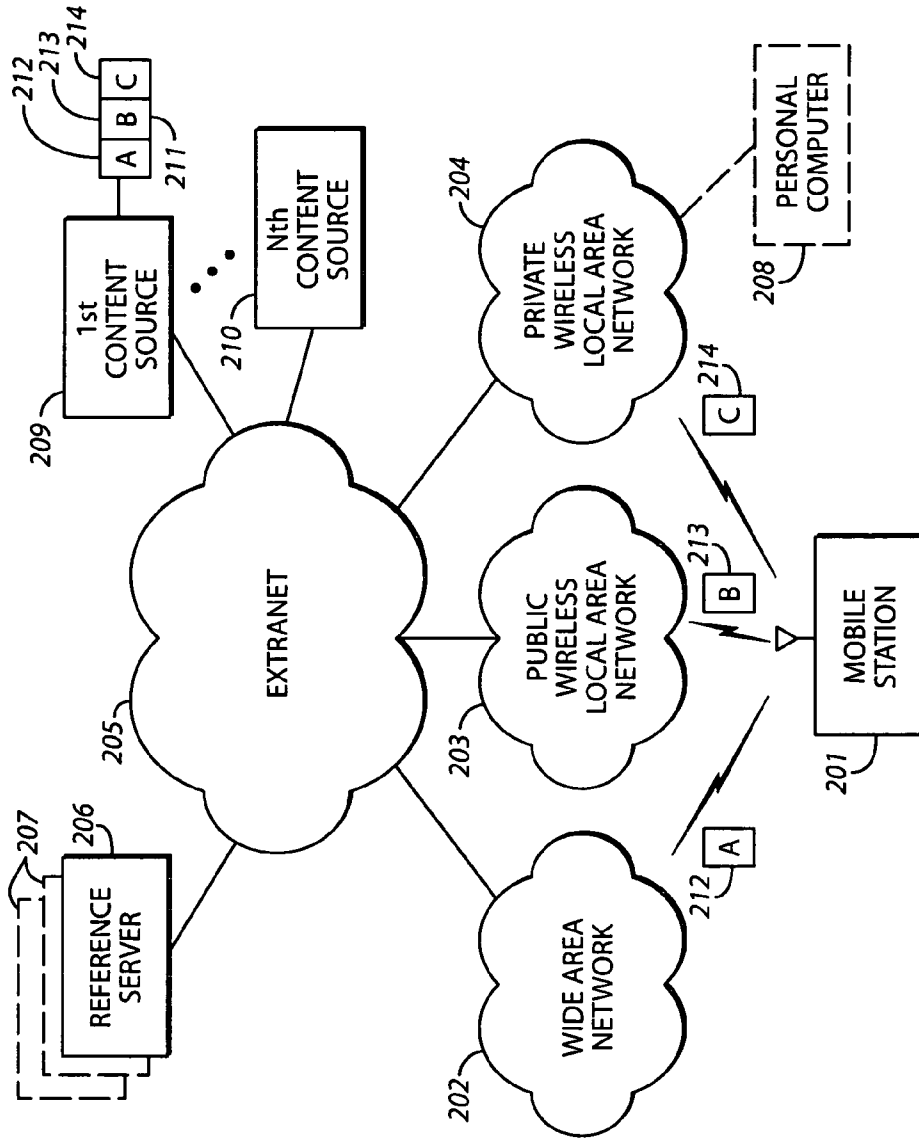 207
206
REFERENCE
SERVER
205
EXTRANET
209
1st
CONTENT
SOURCE
212
213
214
A B C
211
210
Nth
CONTENT
SOURCE
202
WIDE AREA
NETWORK
203
PUBLIC
WIRELESS
LOCAL AREA
NETWORK
204
PRIVATE
WIRELESS
LOCAL AREA
NETWORK
208
PERSONAL
COMPUTER
212
A
213
B
214
C
201
MOBILE
STATION